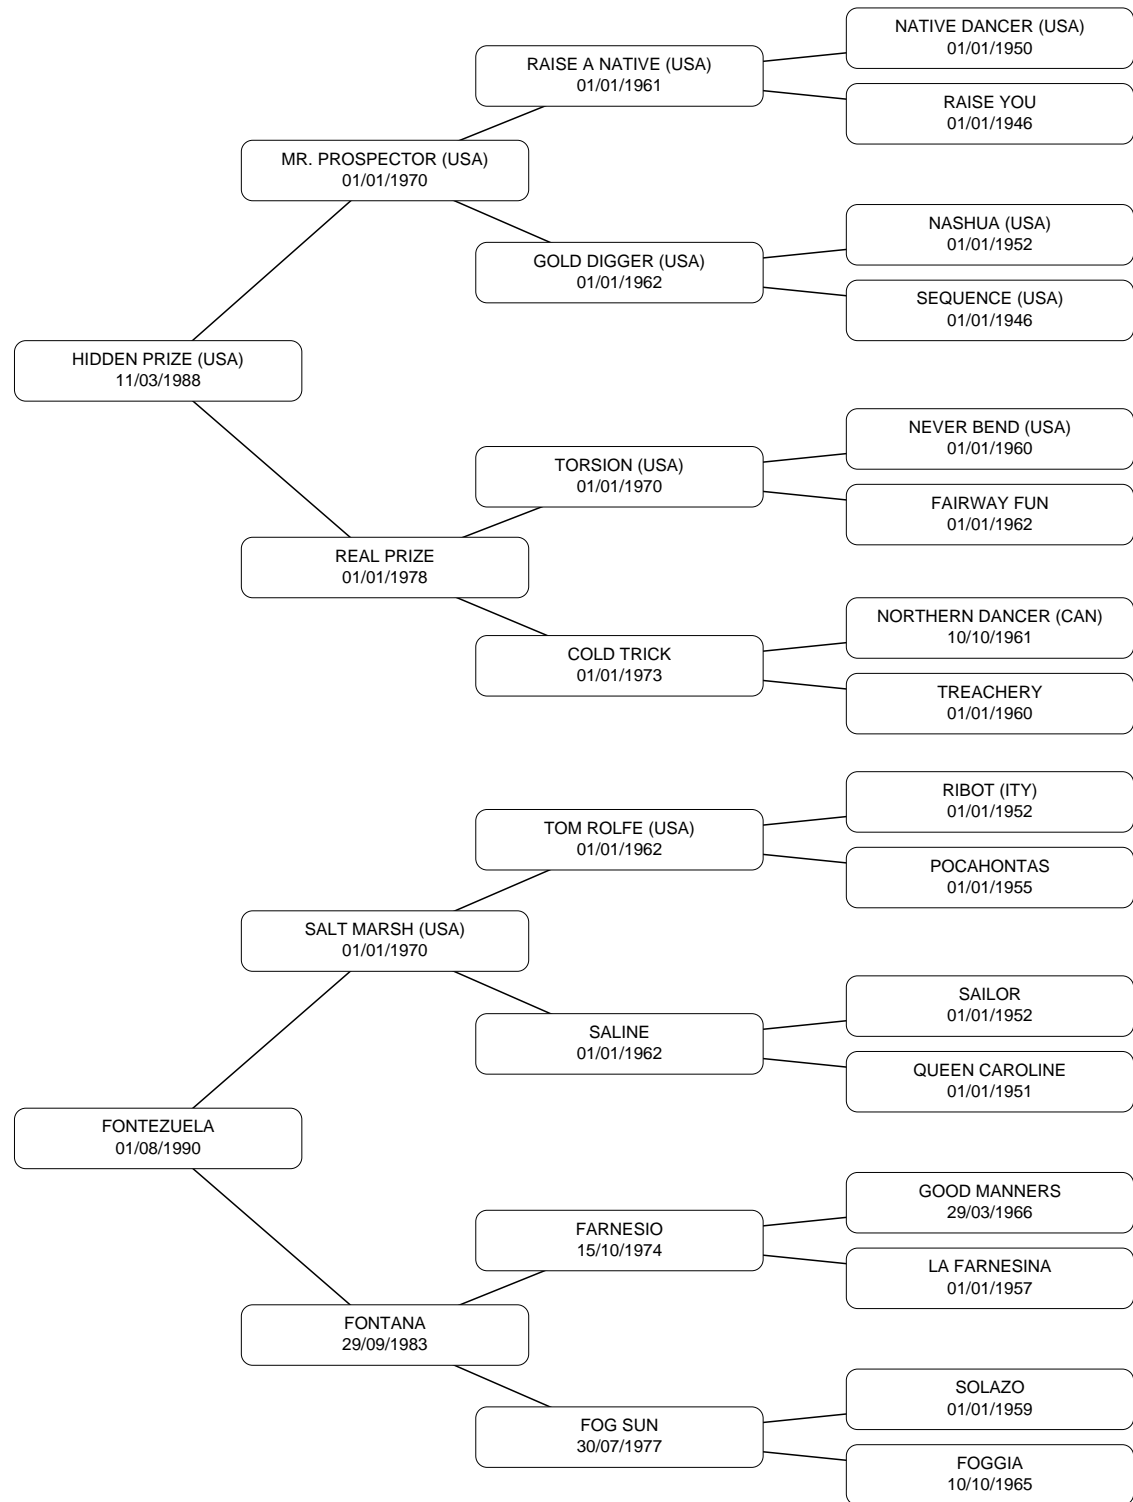 NATIVE DANCER (USA)
01/01/1950
RAISE A NATIVE (USA)
01/01/1961
RAISE YOU
01/01/1946
MR. PROSPECTOR (USA)
01/01/1970
NASHUA (USA)
01/01/1952
GOLD DIGGER (USA)
01/01/1962
SEQUENCE (USA)
01/01/1946
HIDDEN PRIZE (USA)
11/03/1988
NEVER BEND (USA)
01/01/1960
TORSION (USA)
01/01/1970
FAIRWAY FUN
01/01/1962
REAL PRIZE
01/01/1978
NORTHERN DANCER (CAN)
10/10/1961
COLD TRICK
01/01/1973
TREACHERY
01/01/1960
RIBOT (ITY)
01/01/1952
TOM ROLFE (USA)
01/01/1962
POCAHONTAS
01/01/1955
SALT MARSH (USA)
01/01/1970
SAILOR
01/01/1952
SALINE
01/01/1962
QUEEN CAROLINE
01/01/1951
FONTEZUELA
01/08/1990
GOOD MANNERS
29/03/1966
FARNESIO
15/10/1974
LA FARNESINA
01/01/1957
FONTANA
29/09/1983
SOLAZO
01/01/1959
FOG SUN
30/07/1977
FOGGIA
10/10/1965